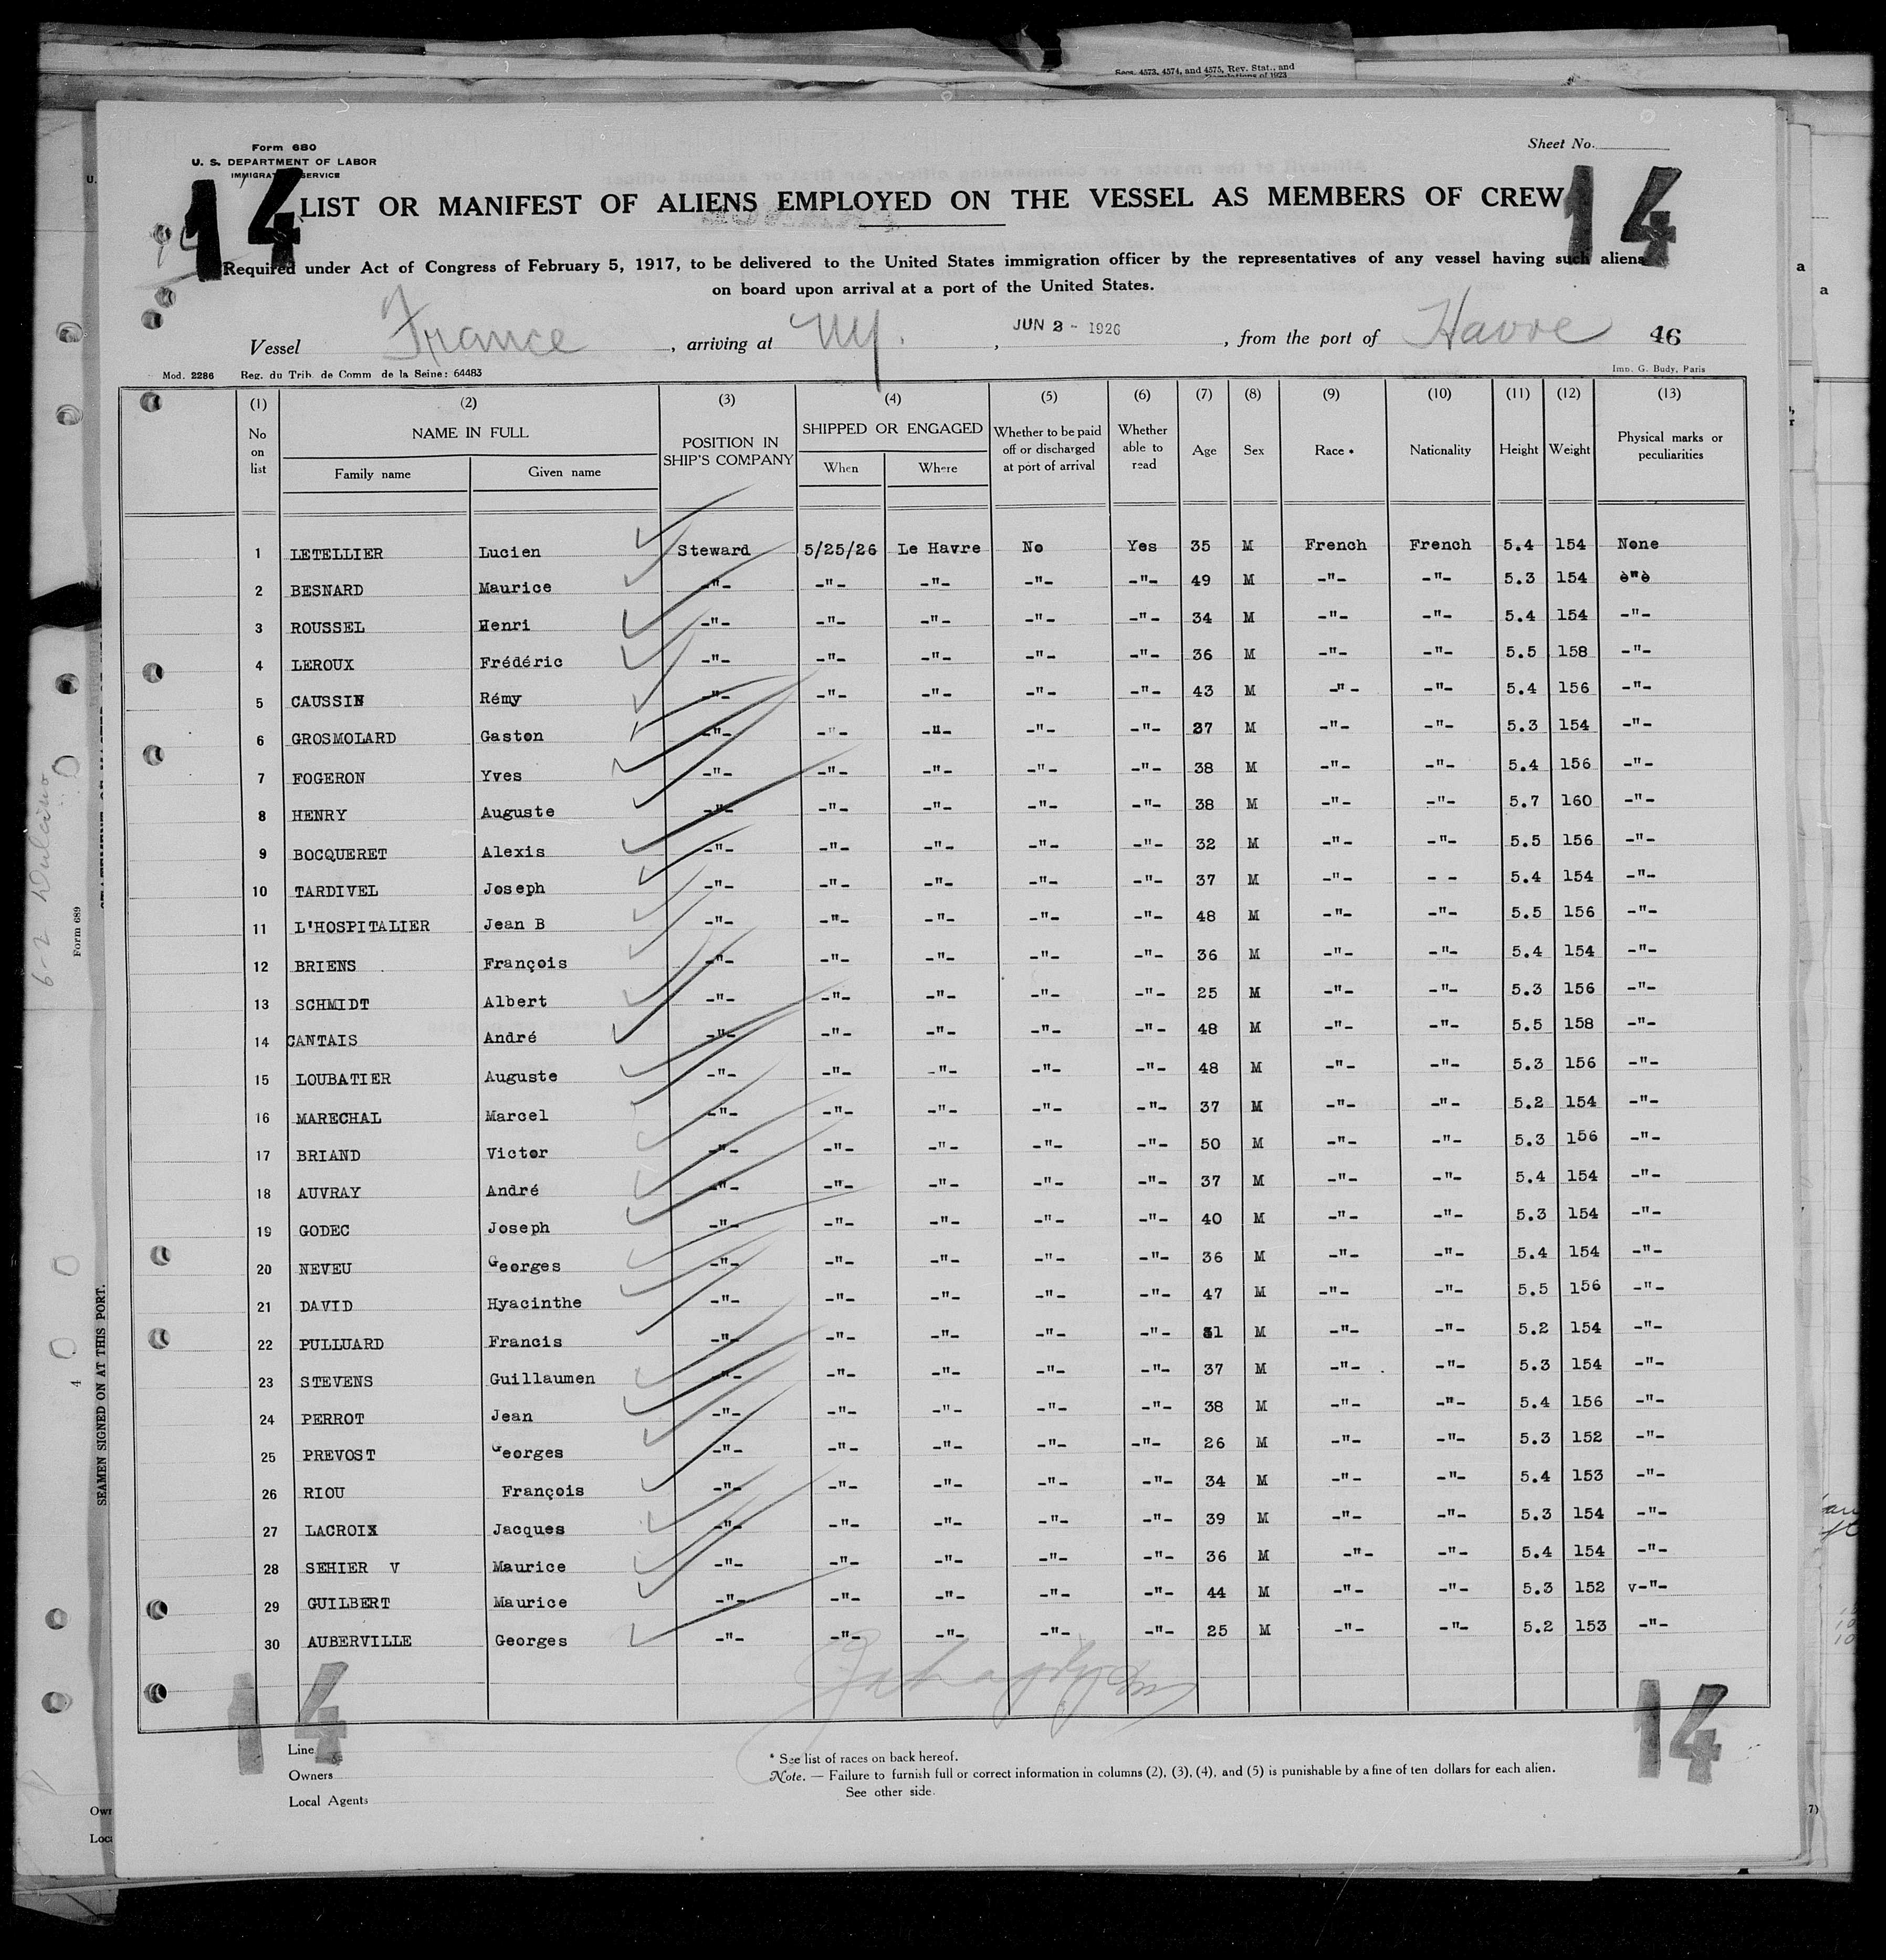 Secs. 4573, 4574, and 4575, Rev. Stat., and
Form 680
U. S. DEPARTMENT OF LABOR
IMMIGRATION SERVICE
Sheet No.
14 14
LIST OR MANIFEST OF ALIENS EMPLOYED ON THE VESSEL AS MEMBERS OF CREW
Required under Act of Congress of February 5, 1917, to be delivered to the United States immigration officer by the representatives of any vessel having such aliens
on board upon arrival at a port of the United States.
Vessel France, arriving at NY., JUN 2 - 1926, from the port of Havre 46
Mod. 2286 Reg. du Trib. de Comm de la Seine: 64483 Imp. G. Budy, Paris
(1) No on list (2) NAME IN FULL Family name Given name (3) POSITION IN SHIP'S COMPANY (4) SHIPPED OR ENGAGED When Where (5) Whether to be paid off or discharged at port of arrival (6) Whether able to read (7) Age (8) Sex (9) Race * (10) Nationality (11) Height (12) Weight (13) Physical marks or peculiarities
1 LETELLIER Lucien Steward 5/25/26 Le Havre No Yes 35 M French French 5.4 154 None
2 BESNARD Maurice -"- -"- -"- -"- -"- 49 M -"- -"- 5.3 154 è"è
3 ROUSSEL Henri -"- -"- -"- -"- -"- 34 M -"- -"- 5.4 154 -"-
4 LEROUX Frédéric -"- -"- -"- -"- -"- 36 M -"- -"- 5.5 158 -"-
5 CAUSSIN Rémy -"- -"- -"- -"- -"- 43 M -"- -"- 5.4 156 -"-
6 GROSMOLARD Gaston -"- -"- -"- -"- -"- 37 M -"- -"- 5.3 154 -"-
7 FOGERON Yves -"- -"- -"- -"- -"- 38 M -"- -"- 5.4 156 -"-
8 HENRY Auguste -"- -"- -"- -"- -"- 38 M -"- -"- 5.7 160 -"-
9 BOCQUERET Alexis -"- -"- -"- -"- -"- 32 M -"- -"- 5.5 156 -"-
10 TARDIVEL Joseph -"- -"- -"- -"- -"- 37 M -"- - - 5.4 154 -"-
11 L'HOSPITALIER Jean B -"- -"- -"- -"- -"- 48 M -"- -"- 5.5 156 -"-
12 BRIENS François -"- -"- -"- -"- -"- 36 M -"- -"- 5.4 154 -"-
13 SCHMIDT Albert -"- -"- -"- -"- -"- 25 M -"- -"- 5.3 156 -"-
14 CANTAIS André -"- -"- -"- -"- -"- 48 M -"- -"- 5.5 158 -"-
15 LOUBATIER Auguste -"- -"- -"- -"- -"- 48 M -"- -"- 5.3 156 -"-
16 MARECHAL Marcel -"- -"- -"- -"- -"- 37 M -"- -"- 5.2 154 -"-
17 BRIAND Victor -"- -"- -"- -"- -"- 50 M -"- -"- 5.3 156 -"-
18 AUVRAY André -"- -"- -"- -"- -"- 37 M -"- -"- 5.4 154 -"-
19 GODEC Joseph -"- -"- -"- -"- -"- 40 M -"- -"- 5.3 154 -"-
20 NEVEU Georges -"- -"- -"- -"- -"- 36 M -"- -"- 5.4 154 -"-
21 DAVID Hyacinthe -"- -"- -"- -"- -"- 47 M -"- -"- 5.5 156 -"-
22 PULLUARD Francis -"- -"- -"- -"- -"- 31 M -"- -"- 5.2 154 -"-
23 STEVENS Guillaumen -"- -"- -"- -"- -"- 37 M -"- -"- 5.3 154 -"-
24 PERROT Jean -"- -"- -"- -"- -"- 38 M -"- -"- 5.4 156 -"-
25 PREVOST Georges -"- -"- -"- -"- -"- 26 M -"- -"- 5.3 152 -"-
26 RIOU François -"- -"- -"- -"- -"- 34 M -"- -"- 5.4 153 -"-
27 LACROIX Jacques -"- -"- -"- -"- -"- 39 M -"- -"- 5.3 154 -"-
28 SEHIER V Maurice -"- -"- -"- -"- -"- 36 M -"- -"- 5.4 154 -"-
29 GUILBERT Maurice -"- -"- -"- -"- -"- 44 M -"- -"- 5.3 152 v-"-
30 AUBERVILLE Georges -"- -"- -"- -"- -"- 25 M -"- -"- 5.2 153 -"-
14 14
Line
Owners
Local Agents
* See list of races on back hereof.
Note. — Failure to furnish full or correct information in columns (2), (3), (4), and (5) is punishable by a fine of ten dollars for each alien.
See other side.
Form 689
SEAMEN SIGNED ON AT THIS PORT.